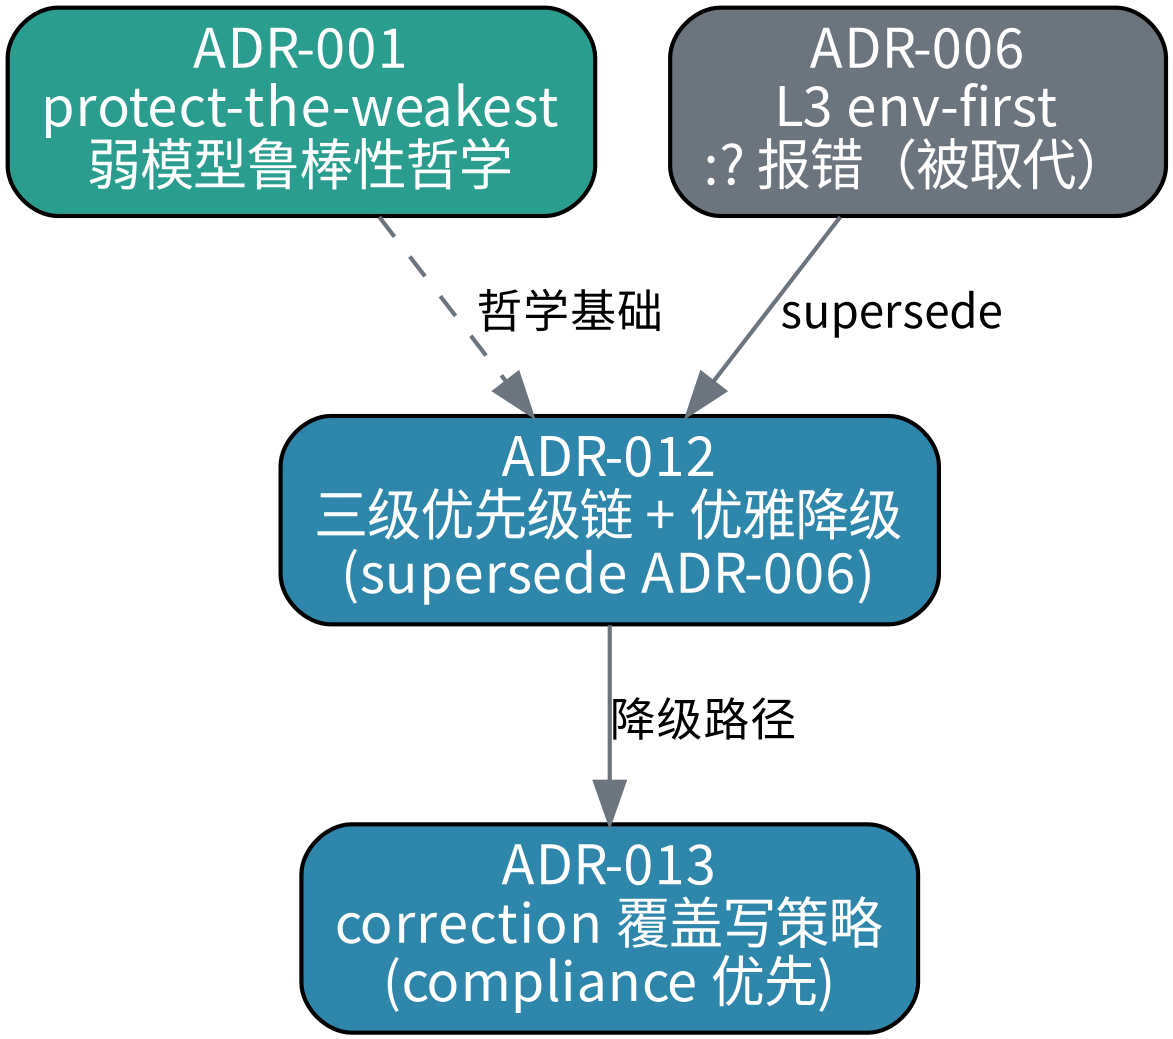 ADR-001
protect-the-weakest
弱模型鲁棒性哲学
ADR-006
L3 env-first
:? 报错（被取代）
哲学基础
supersede
ADR-012
三级优先级链 + 优雅降级
(supersede ADR-006)
降级路径
ADR-013
correction 覆盖写策略
(compliance 优先)